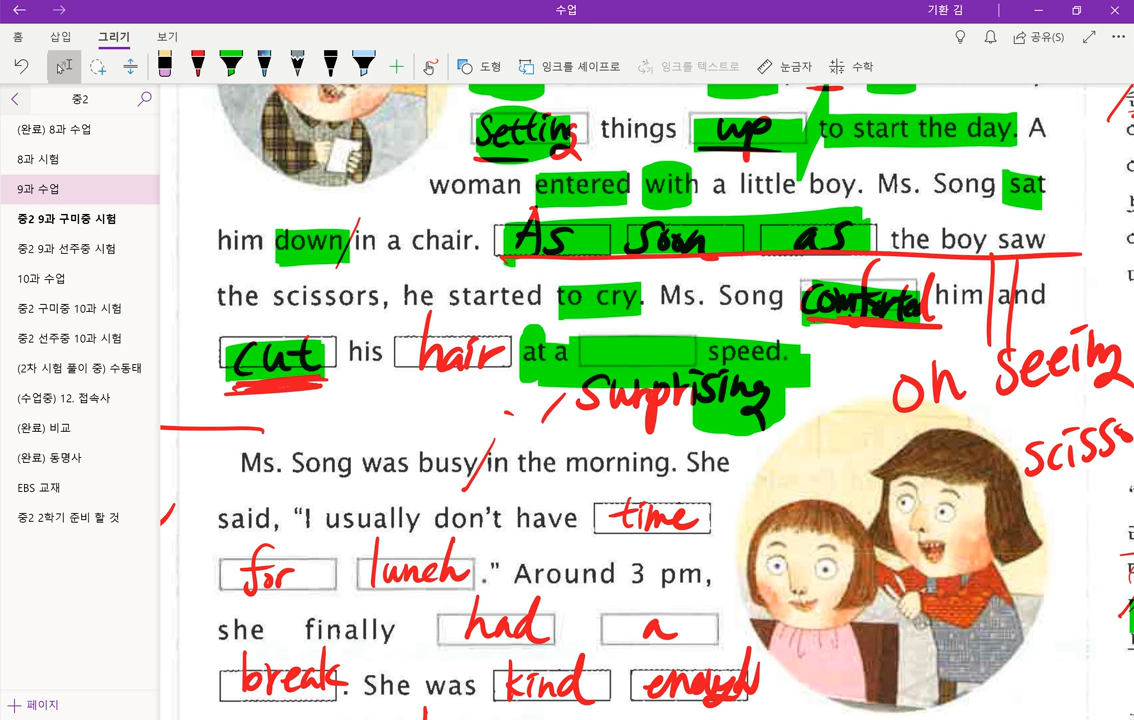 수업
기환 김
홈 삽입 그리기 보기
공유(S)
도형 잉크를 셰이프로 잉크를 텍스트로 눈금자 수학
중2
(완료) 8과 수업
8과 시험
9과 수업
중2 9과 구미중 시험
중2 9과 선주중 시험
10과 수업
중2 구미중 10과 시험
중2 선주중 10과 시험
(2차 시험 풀이 중) 수동태
(수업중) 12. 접속사
(완료) 비교
(완료) 동명사
EBS 교재
중2 2학기 준비 할 것
페이지
Setting things up to start the day. A
woman entered with a little boy. Ms. Song sat
him down in a chair. As soon as the boy saw
the scissors, he started to cry. Ms. Song comforted him and
cut his hair at a speed.
surprising
on seeing
Ms. Song was busy in the morning. She
said, “I usually don’t have time
for lunch.” Around 3 pm,
she finally had a
break. She was kind enough